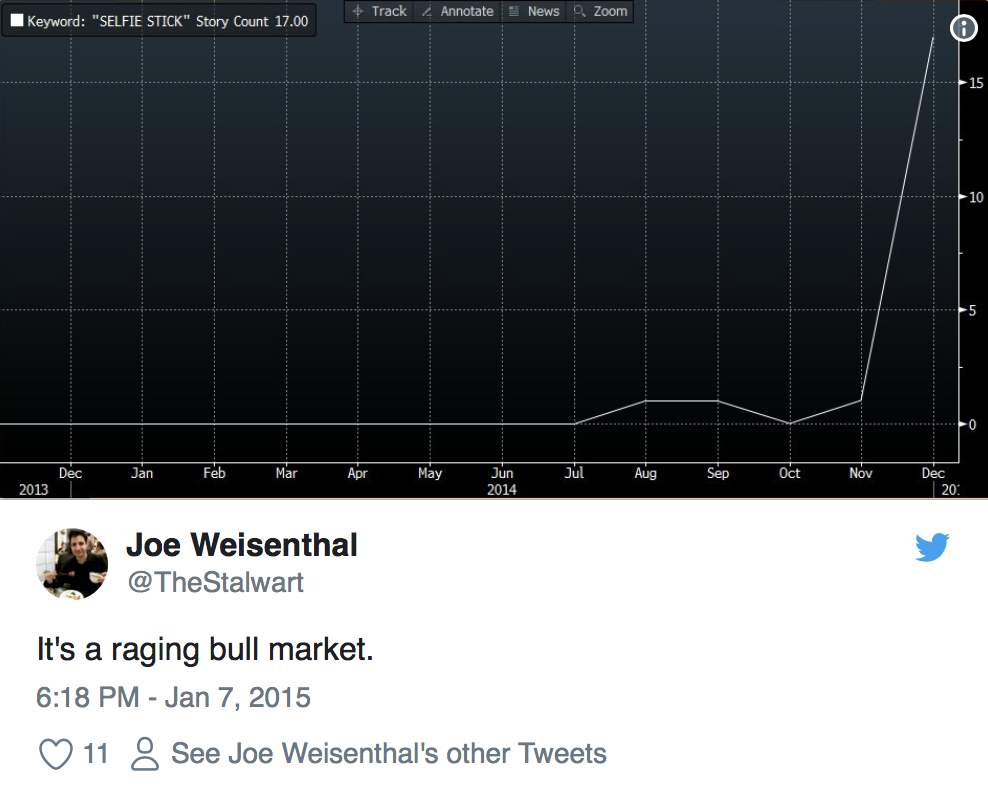 Keyword: "SELFIE STICK" Story Count 17.00
Track Annotate News Zoom
15
10
5
0
Dec Jan Feb Mar Apr May Jun Jul Aug Sep Oct Nov Dec
2013 2014 20
Joe Weisenthal
@TheStalwart
It's a raging bull market.
6:18 PM - Jan 7, 2015
11 See Joe Weisenthal's other Tweets